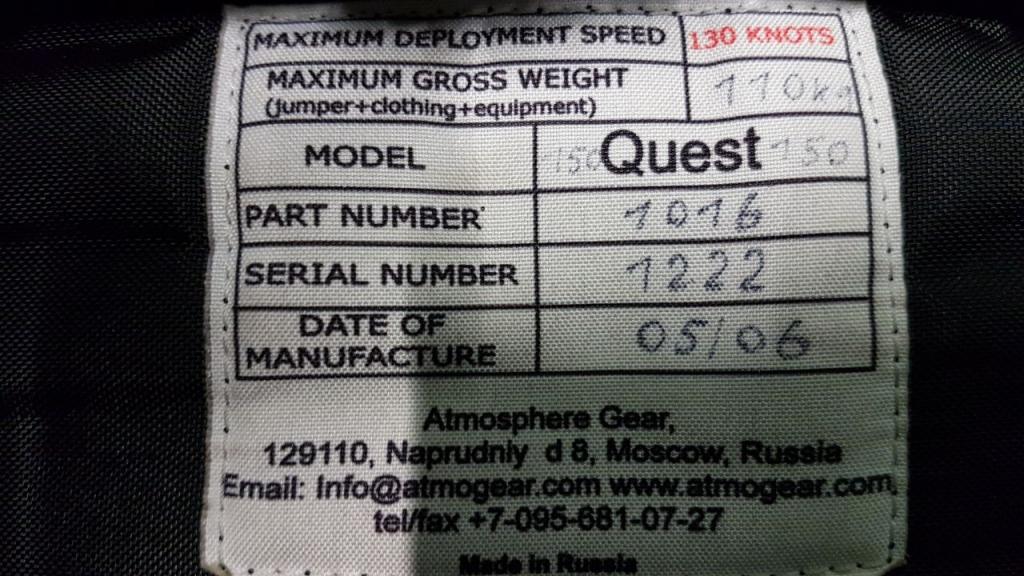 MAXIMUM DEPLOYMENT SPEED 130 KNOTS
MAXIMUM GROSS WEIGHT 110kg
(jumper+clothing+equipment)
MODEL 150 Quest 150
PART NUMBER 1016
SERIAL NUMBER 1222
DATE OF
MANUFACTURE 05/06
Atmosphere Gear,
129110, Naprudniy d 8, Moscow, Russia
Email: Info@atmogear.com www.atmogear.com,
tel/fax +7-095-681-07-27
Made in Russia